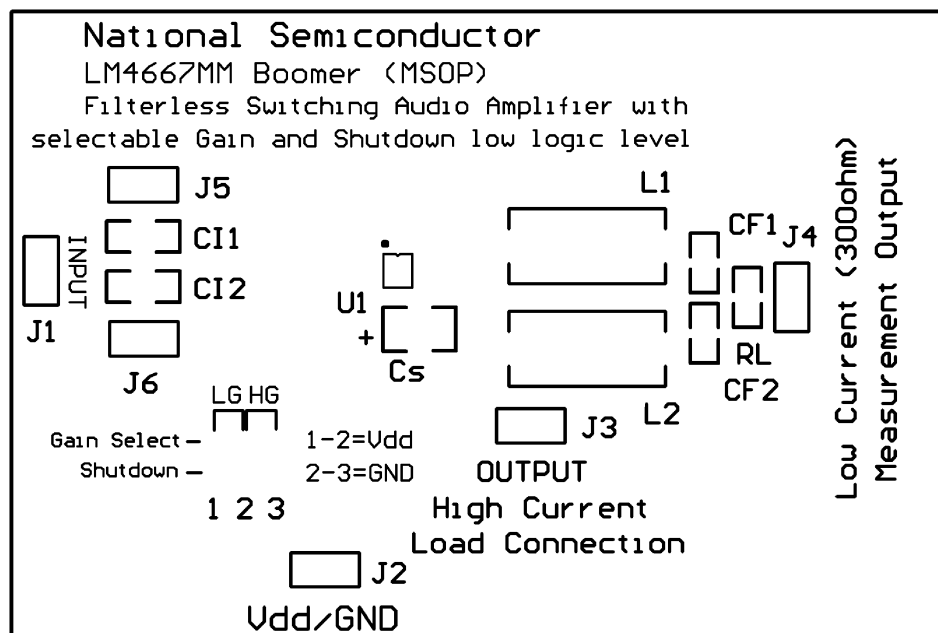 National Semiconductor
LM4667MM Boomer (MSOP)
Filterless Switching Audio Amplifier with
selectable Gain and Shutdown low logic level
J5
L1
CI1
CF1
J4
INPUT
CI2
J1
U1
+
Cs
J6
RL
CF2
L2
J3
LG HG
Gain Select –
1-2=Vdd
Shutdown –
2-3=GND
OUTPUT
1 2 3
High Current
Load Connection
J2
Vdd/GND
Low Current (300ohm)
Measurement Output